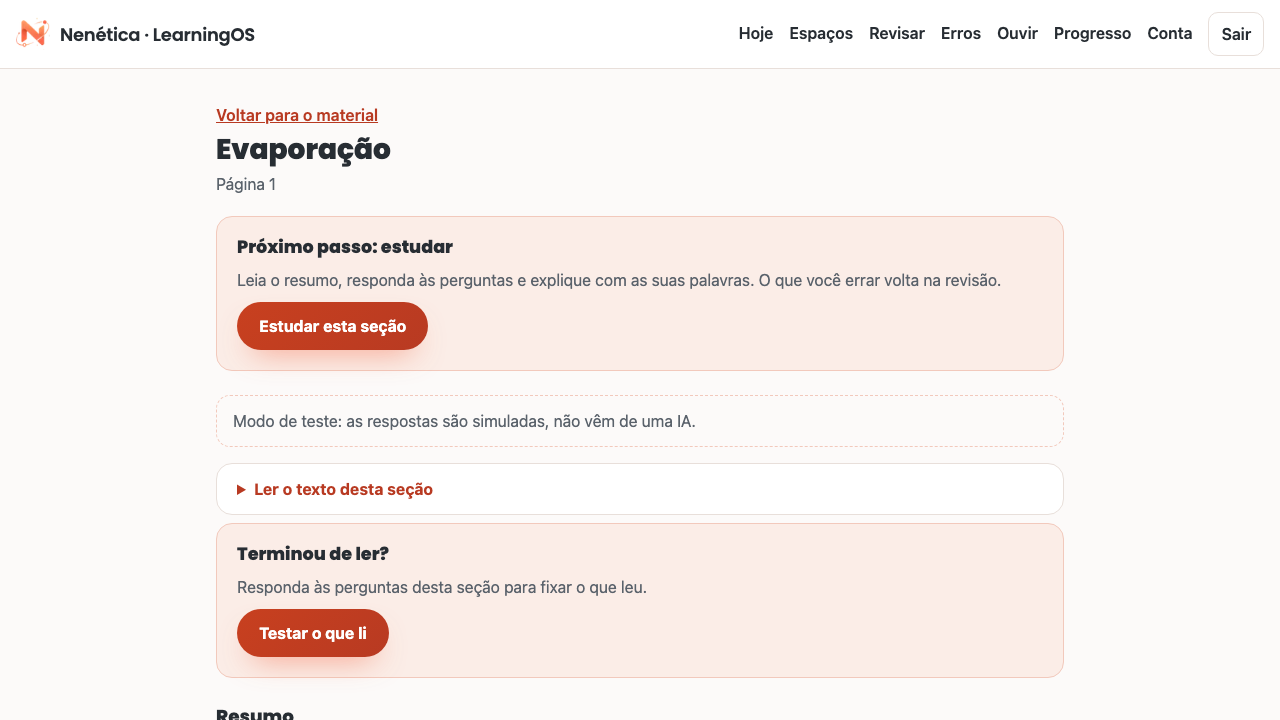 Nenética · LearningOS
Hoje Espaços Revisar Erros Ouvir Progresso Conta Sair
Voltar para o material
Evaporação
Página 1
Próximo passo: estudar
Leia o resumo, responda às perguntas e explique com as suas palavras. O que você errar volta na revisão.
Estudar esta seção
Modo de teste: as respostas são simuladas, não vêm de uma IA.
Ler o texto desta seção
Terminou de ler?
Responda às perguntas desta seção para fixar o que leu.
Testar o que li
Resumo